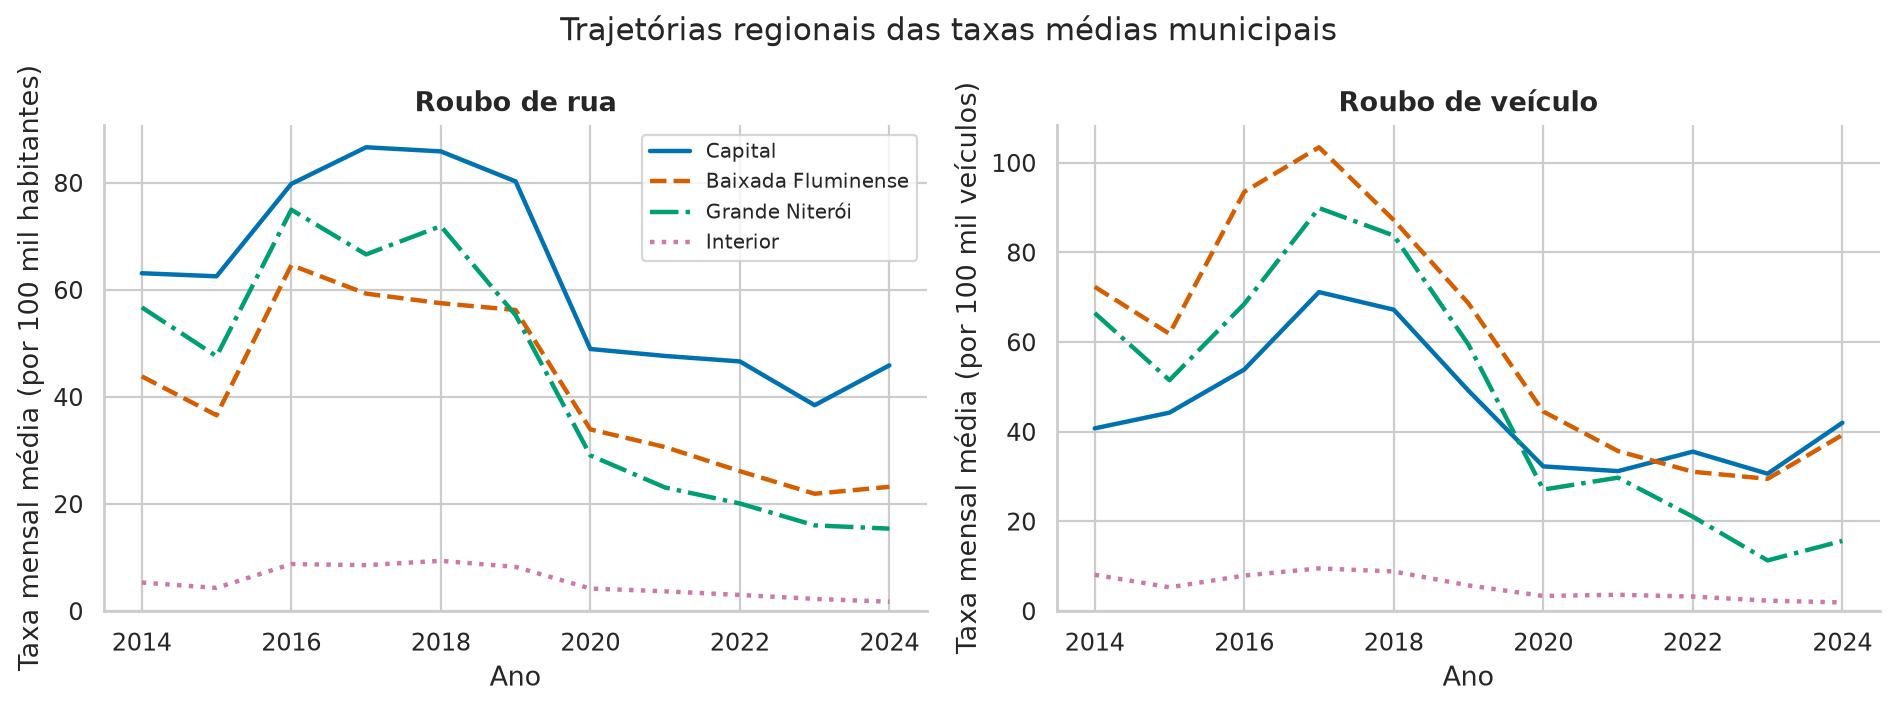 Trajetórias regionais das taxas médias municipais
Roubo de rua
Taxa mensal média (por 100 mil habitantes)
80
60
40
20
0
Capital
Baixada Fluminense
Grande Niterói
Interior
2014 2016 2018 2020 2022 2024
Ano
Roubo de veículo
Taxa mensal média (por 100 mil veículos)
100
80
60
40
20
0
2014 2016 2018 2020 2022 2024
Ano